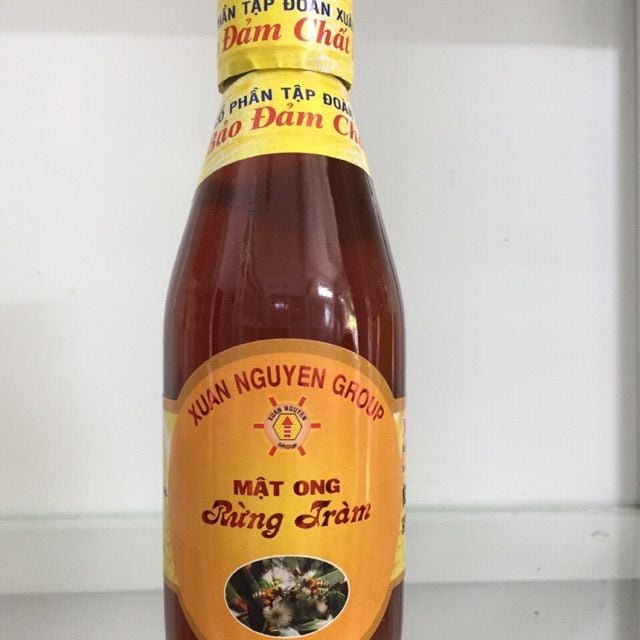 PHẦN TẬP ĐOÀN XUÂ
Đảm Chất
PHẦN TẬP ĐOÀN
Bảo Đảm Ch
XUAN NGUYEN GROUP
XUAN NGUYEN
GROUP
MẬT ONG
Rừng Tràm